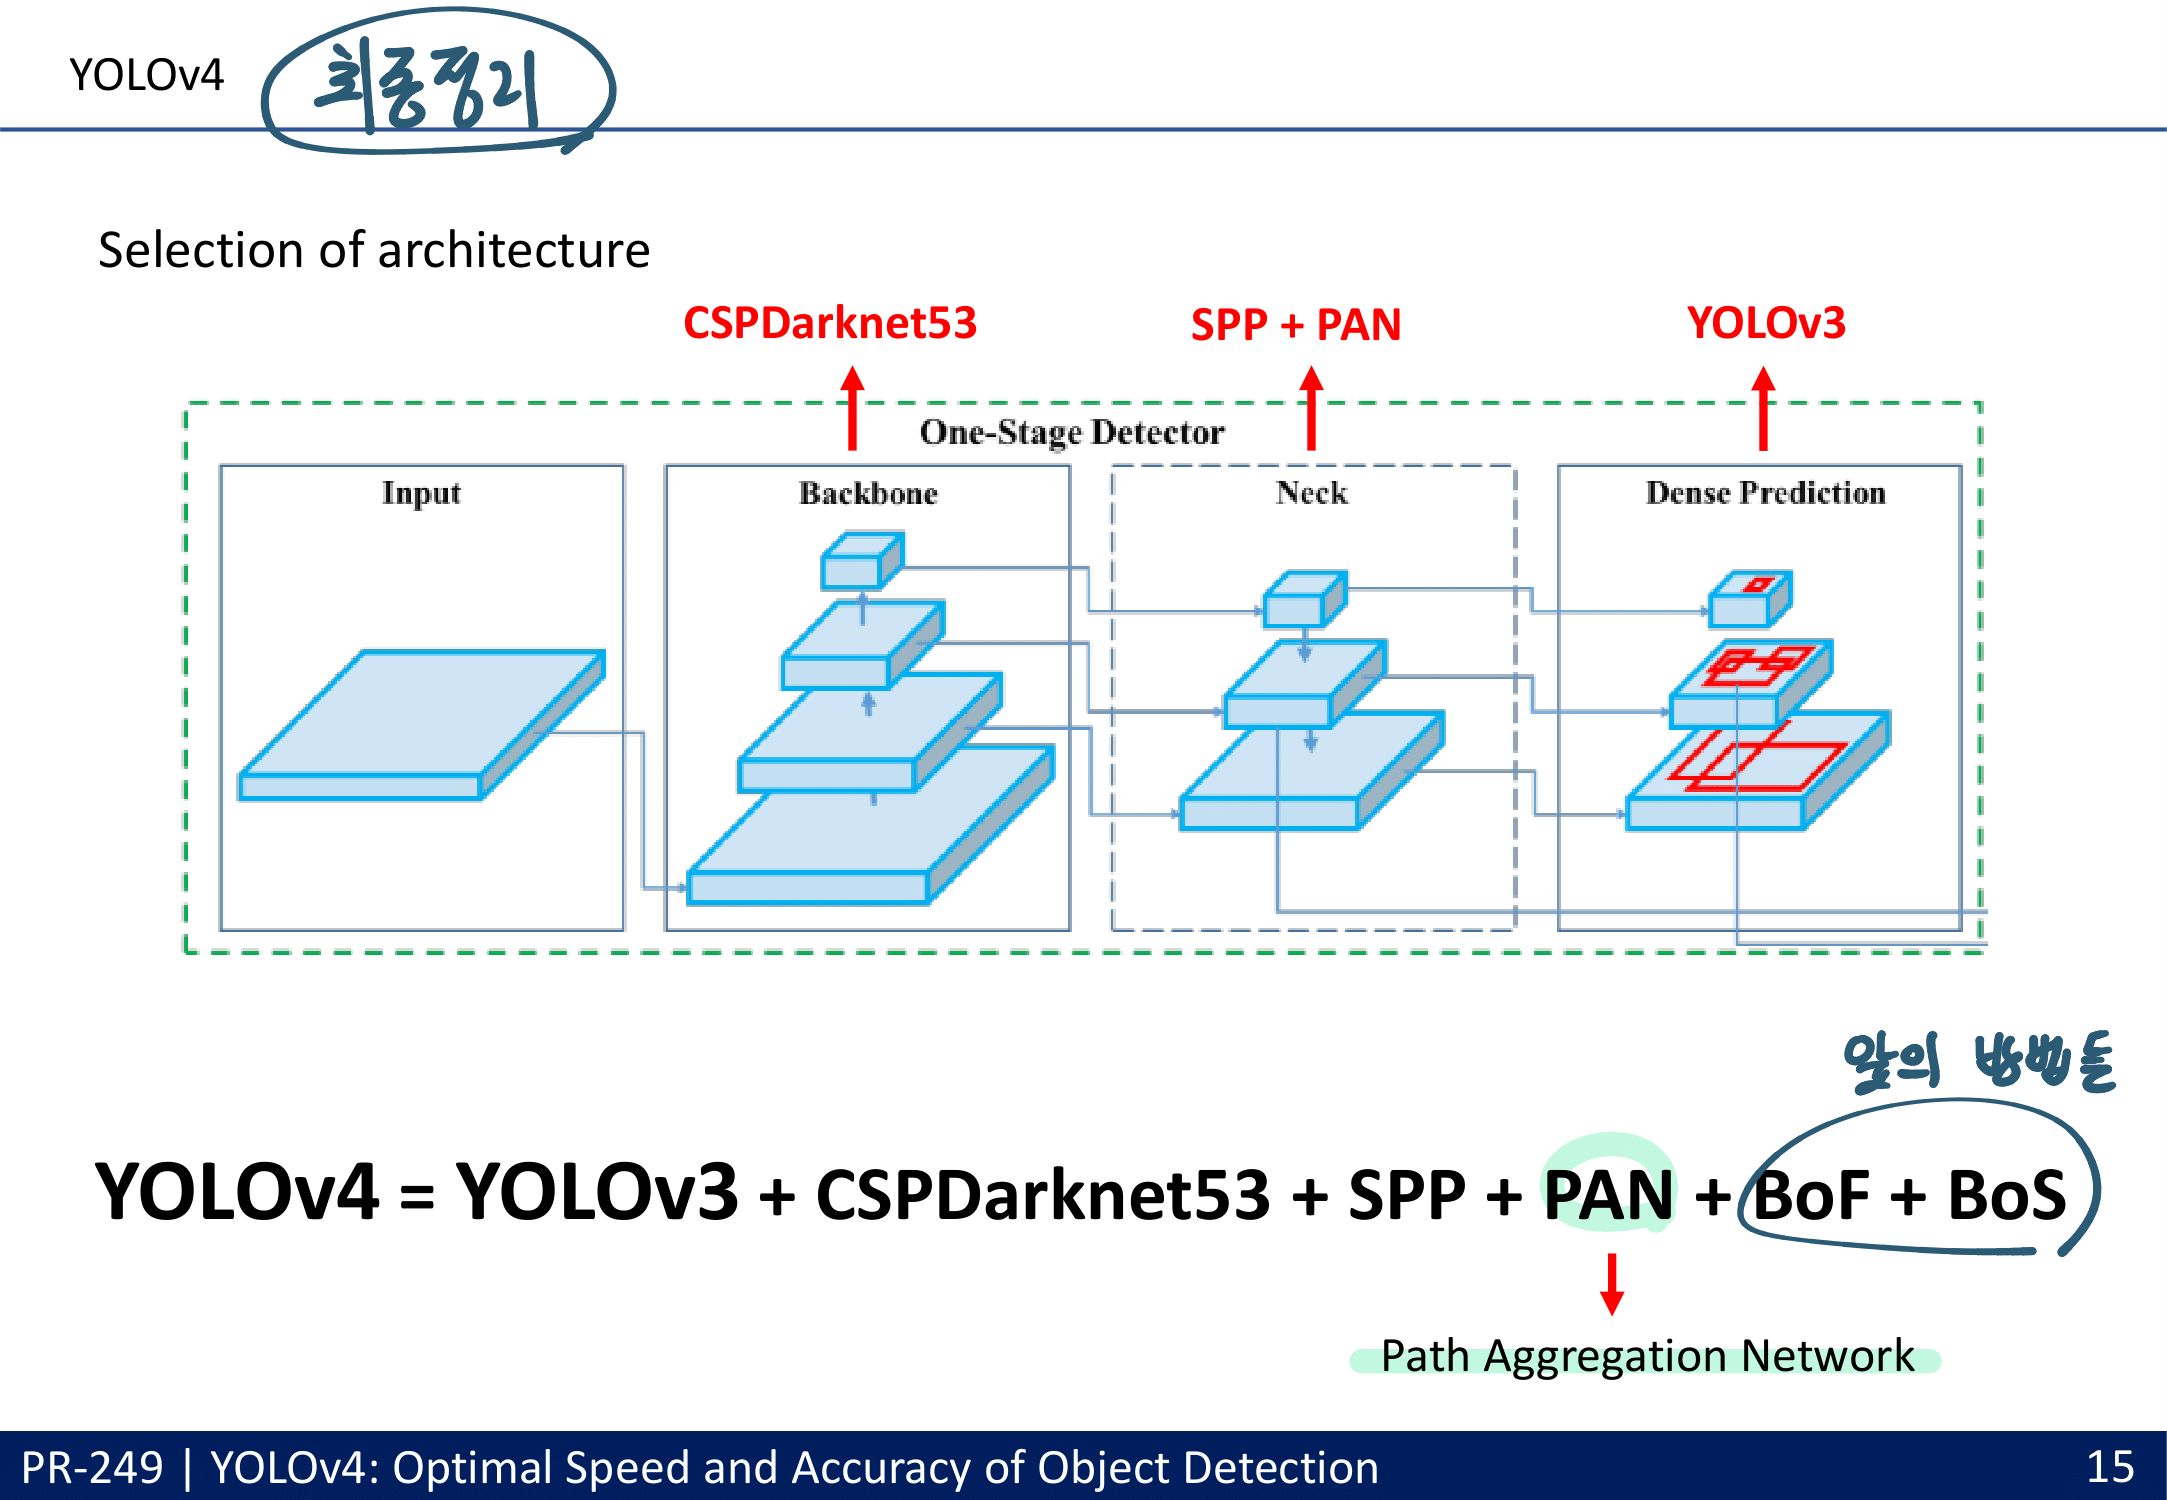 YOLOv4 최종정리
Selection of architecture
CSPDarknet53 SPP + PAN YOLOv3
One-Stage Detector
Input Backbone Neck Dense Prediction
앞의 방법들
YOLOv4 = YOLOv3 + CSPDarknet53 + SPP + PAN + BoF + BoS
Path Aggregation Network
PR-249 | YOLOv4: Optimal Speed and Accuracy of Object Detection 15